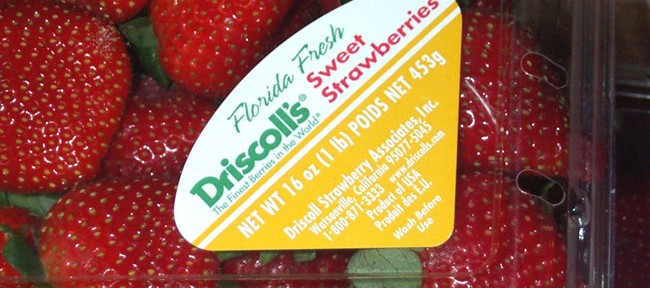 Florida Fresh
Sweet
Strawberries
Driscoll's®
The Finest Berries in the World®
NET WT 16 oz (1 lb) POIDS NET 453g
Driscoll Strawberry Associates, Inc.
Watsonville, California 95077-5045
1-800-871-3333 www.driscolls.com
Product of USA
Produit des E.U.
Wash Before
Use